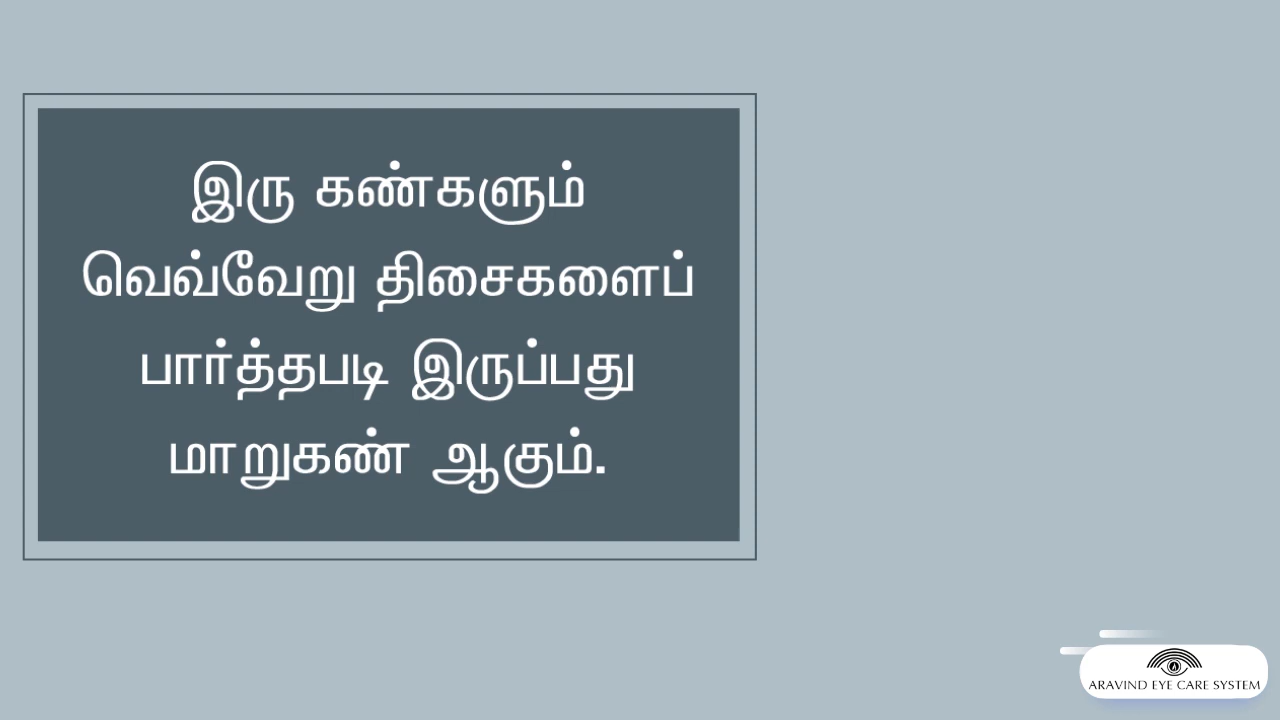 இரு கண்களும்
வெவ்வேறு திசைகளைப்
பார்த்தபடி இருப்பது
மாறுகண் ஆகும்.
ARAVIND EYE CARE SYSTEM